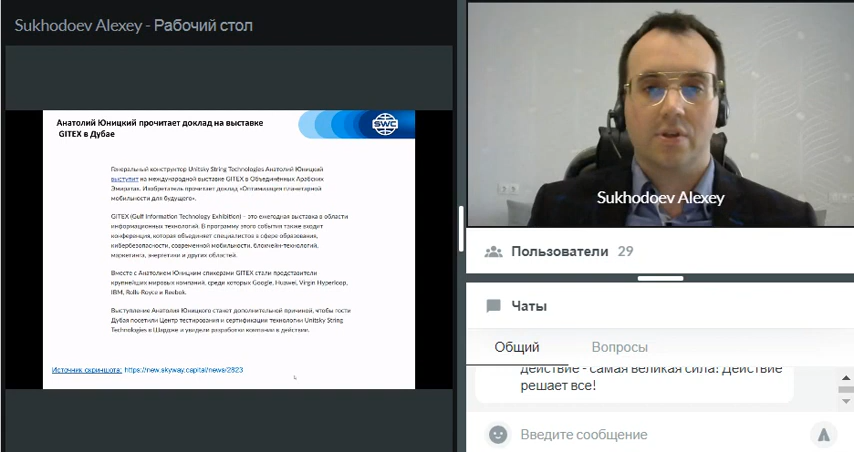 Sukhodoev Alexey - Рабочий стол
Анатолий Юницкий прочитает доклад на выставке
GITEX в Дубае
SWC
Генеральный конструктор Unitsky String Technologies Анатолий Юницкий
выступит на международной выставке GITEX в Объединённых Арабских
Эмиратах. Изобретатель прочитает доклад «Оптимизация планетарной
мобильности для будущего».
GITEX (Gulf Information Technology Exhibition) – это ежегодная выставка в области
информационных технологий. В программу этого события также входит
конференция, которая объединяет специалистов в сфере образования,
кибербезопасности, современной мобильности, блокчейн-технологий,
маркетинга, энергетики и других областей.
Вместе с Анатолием Юницким спикерами GITEX стали представители
крупнейших мировых компаний, среди которых Google, Huawei, Virgin Hyperloop,
IBM, Rolls-Royce и Reebok.
Выступление Анатолия Юницкого станет дополнительной причиной, чтобы гости
Дубая посетили Центр тестирования и сертификации технологии Unitsky String
Technologies в Шардже и увидели разработки компании в действии.
Источник скриншота: https://new.skyway.capital/news/2823
Sukhodoev Alexey
Пользователи 29
Чаты
Общий Вопросы
действие - самая великая сила! Действие
решает все!
Введите сообщение